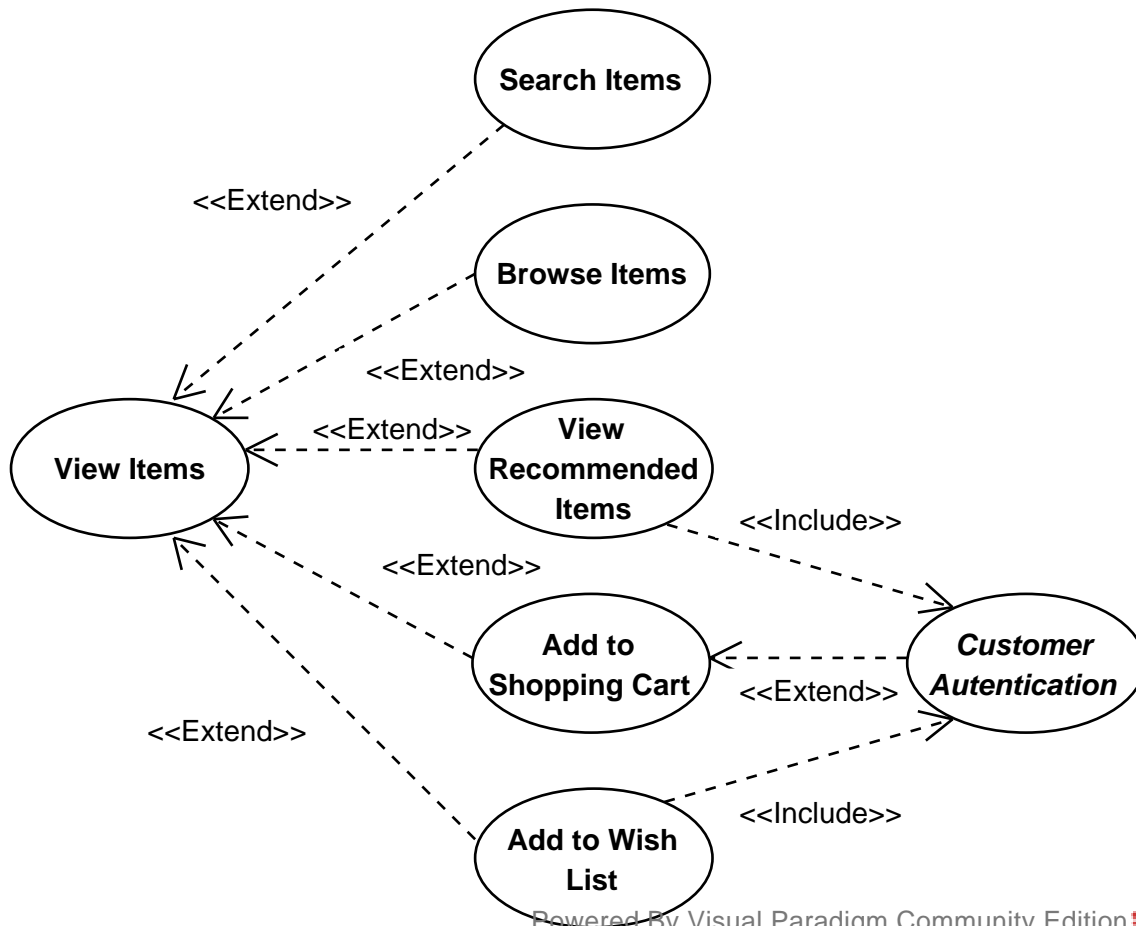 Search Items
<<Extend>>
Browse Items
<<Extend>>
<<Extend>>
View
Recommended
Items
View Items
<<Include>>
<<Extend>>
Add to
Shopping Cart
Customer
Autentication
<<Extend>>
<<Extend>>
<<Include>>
Add to Wish
List
Powered By Visual Paradigm Community Edition